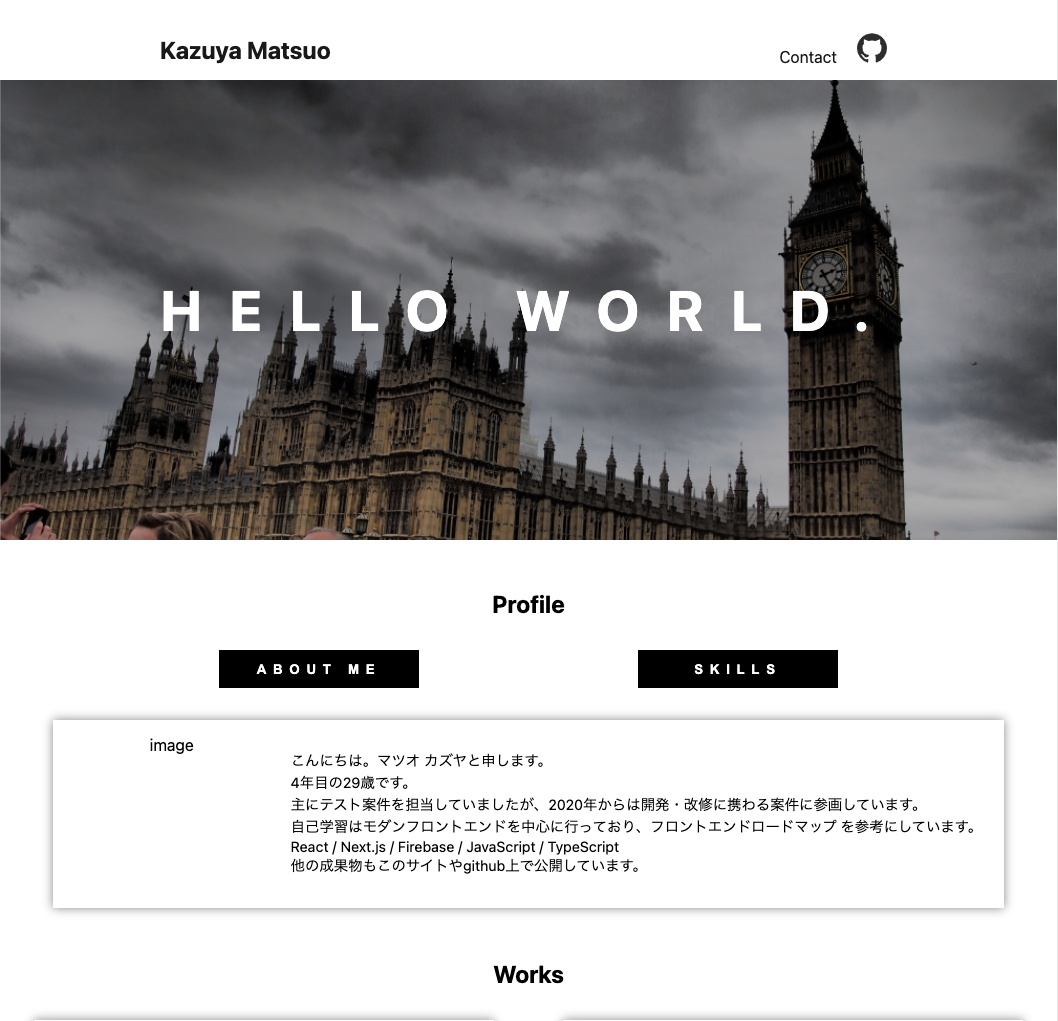 Kazuya Matsuo
Contact
HELLO WORLD.
Profile
ABOUT ME
SKILLS
image
こんにちは。マツオ カズヤと申します。
4年目の29歳です。
主にテスト案件を担当していましたが、2020年からは開発・改修に携わる案件に参画しています。
自己学習はモダンフロントエンドを中心に行っており、フロントエンドロードマップ を参考にしています。
React / Next.js / Firebase / JavaScript / TypeScript
他の成果物もこのサイトやgithub上で公開しています。
Works